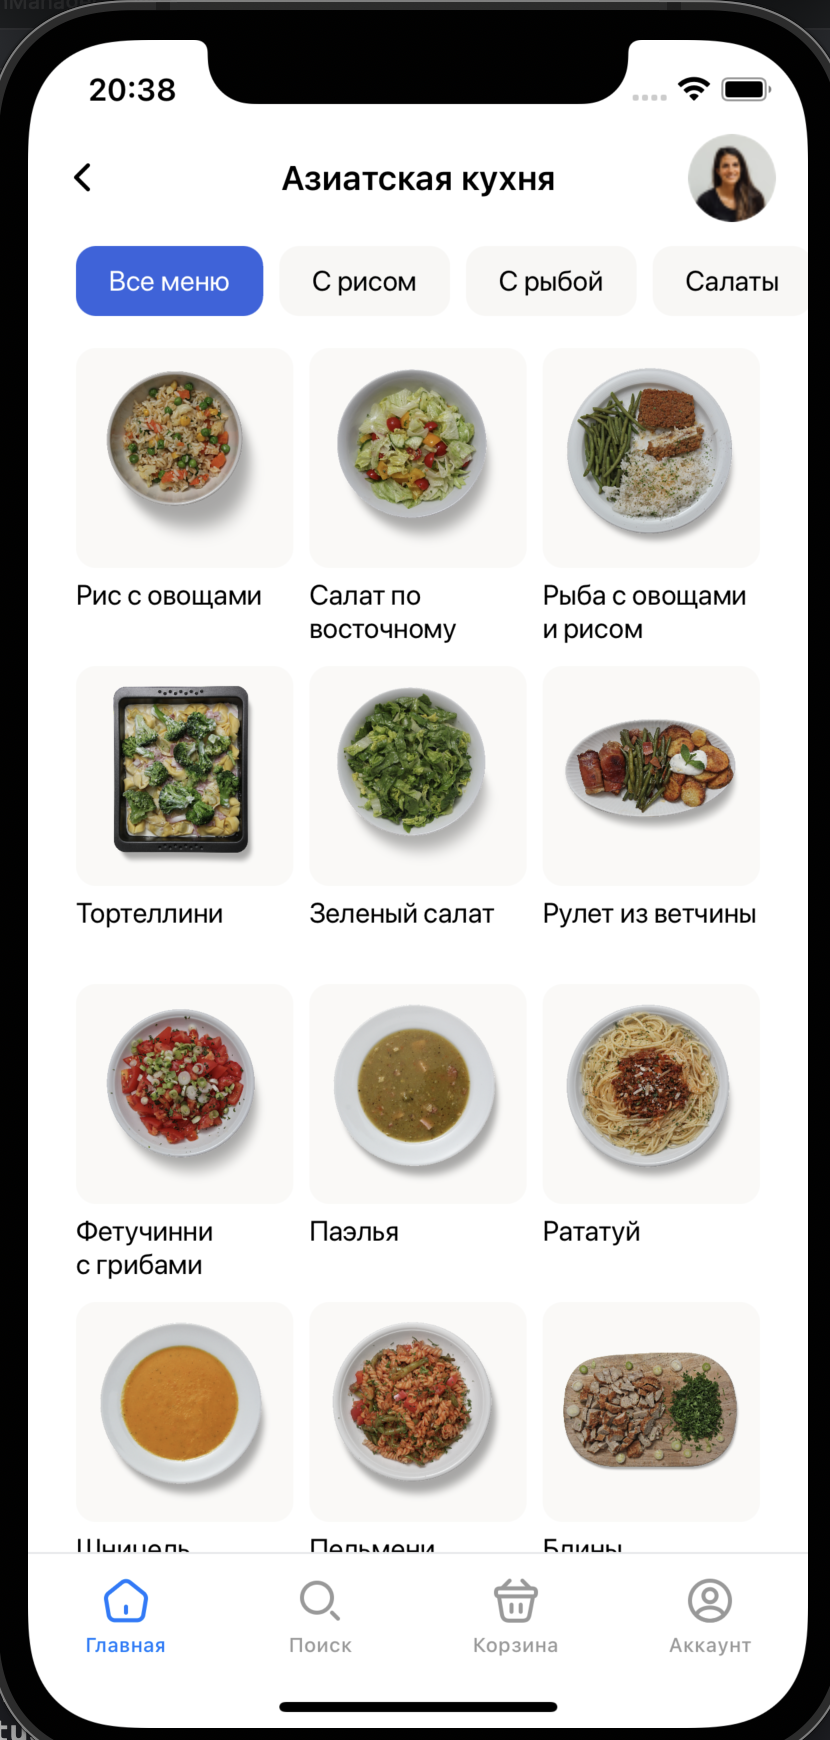 20:38
Азиатская кухня
Все меню
С рисом
С рыбой
Салаты
Рис с овощами
Салат по
восточному
Рыба с овощами
и рисом
Тортеллини
Зеленый салат
Рулет из ветчины
Фетучинни
с грибами
Паэлья
Рататуй
Шницель
Пельмени
Блины
Главная
Поиск
Корзина
Аккаунт